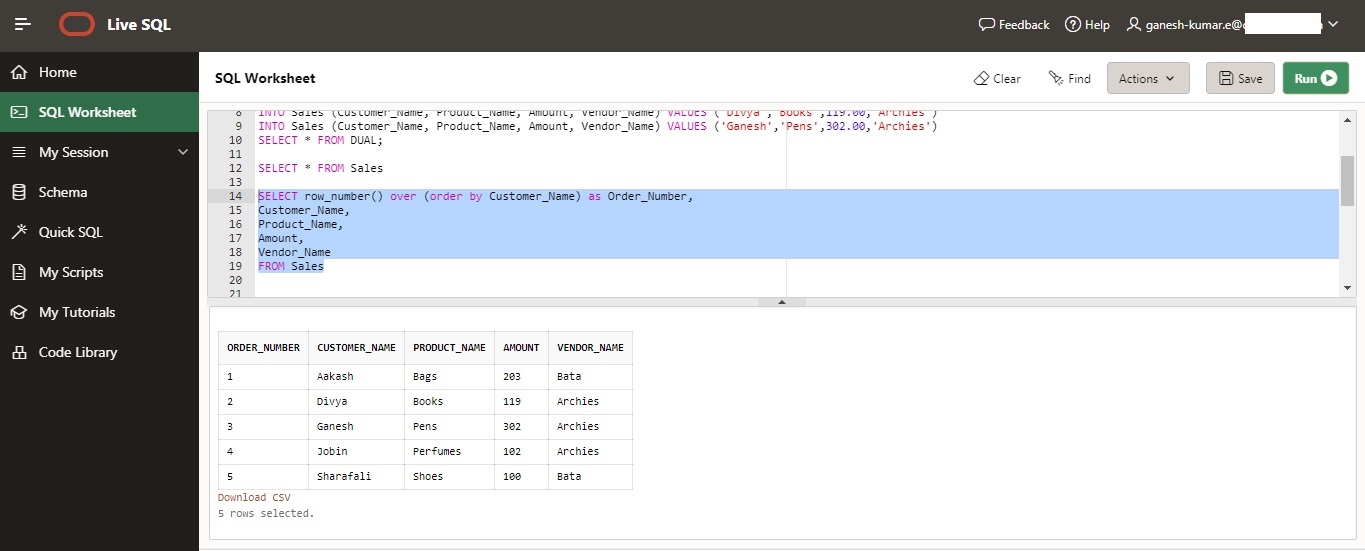 Live SQL
Feedback
Help
ganesh-kumar.e@
Home
SQL Worksheet
My Session
Schema
Quick SQL
My Scripts
My Tutorials
Code Library
SQL Worksheet
Clear
Find
Actions
Save
Run
8 INTO Sales (Customer_Name, Product_Name, Amount, Vendor_Name) VALUES ('Divya','Books',119.00,'Archies')
9 INTO Sales (Customer_Name, Product_Name, Amount, Vendor_Name) VALUES ('Ganesh','Pens',302.00,'Archies')
10 SELECT * FROM DUAL;
11
12 SELECT * FROM Sales
13
14 SELECT row_number() over (order by Customer_Name) as Order_Number,
15 Customer_Name,
16 Product_Name,
17 Amount,
18 Vendor_Name
19 FROM Sales
20
21
ORDER_NUMBER CUSTOMER_NAME PRODUCT_NAME AMOUNT VENDOR_NAME
1 Aakash Bags 203 Bata
2 Divya Books 119 Archies
3 Ganesh Pens 302 Archies
4 Jobin Perfumes 102 Archies
5 Sharafali Shoes 100 Bata
Download CSV
5 rows selected.